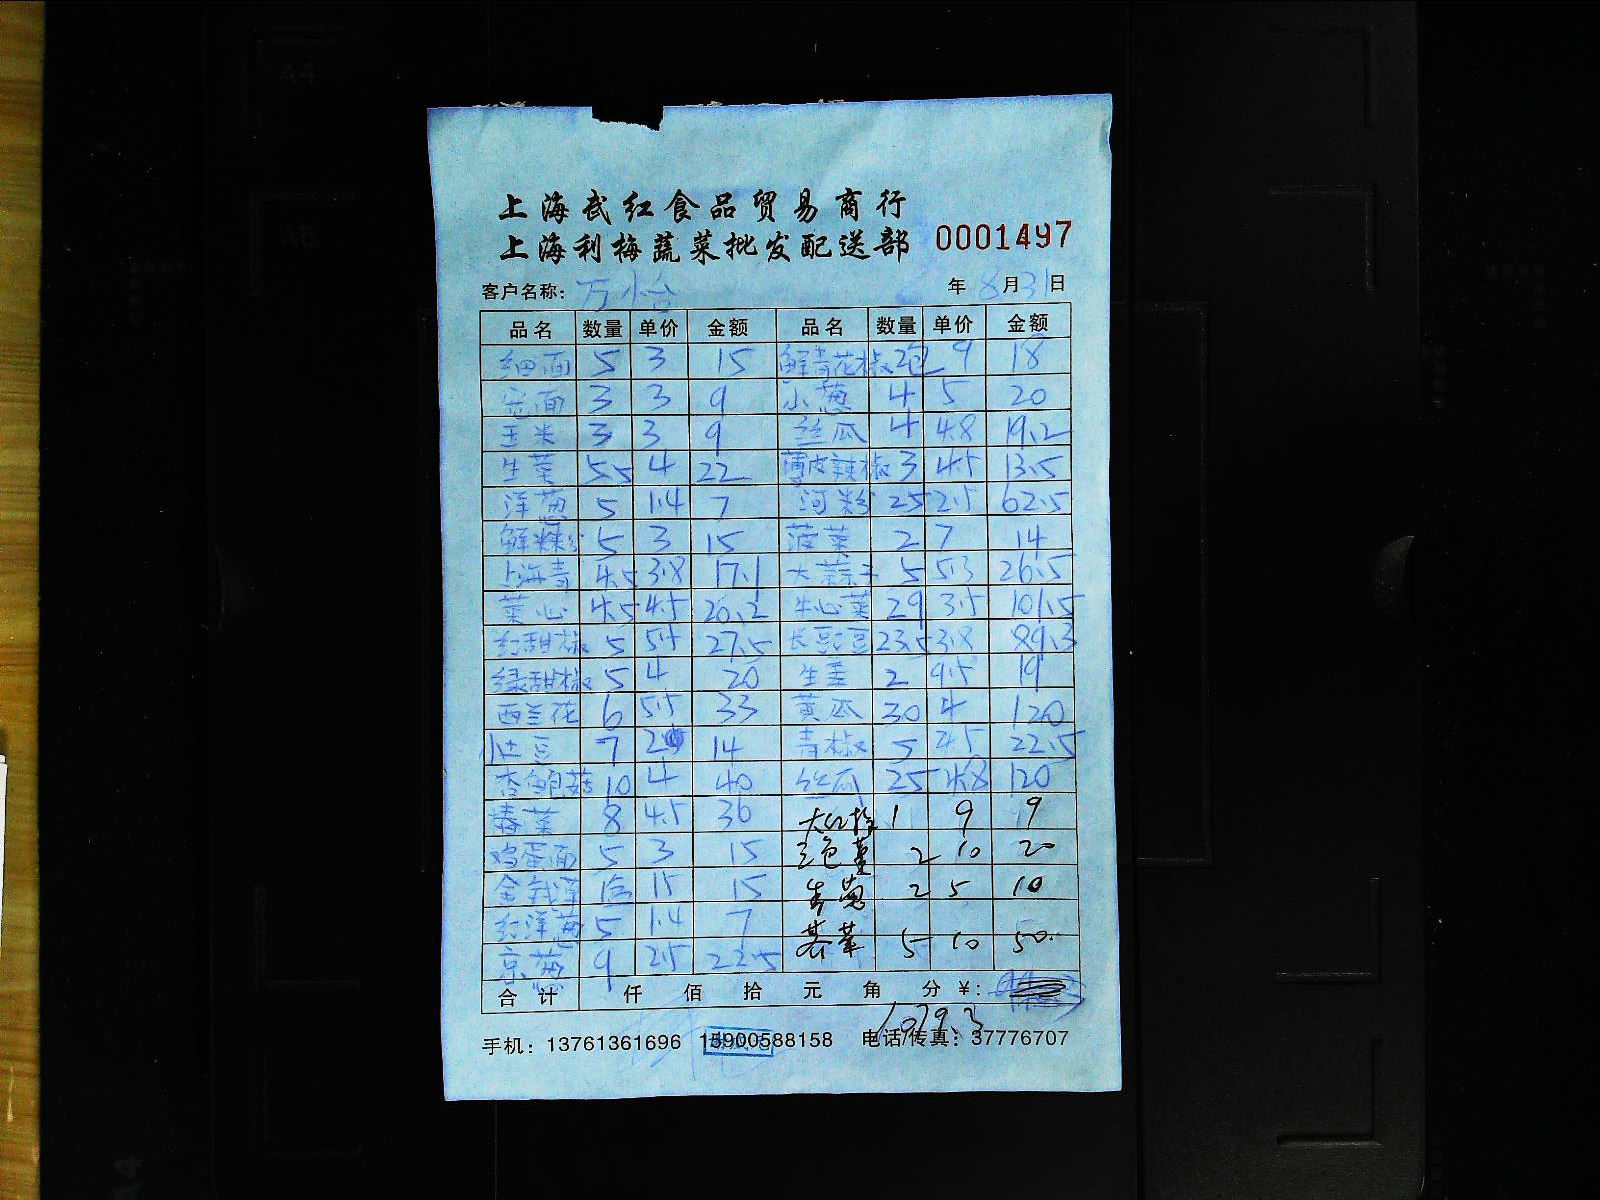 上海武红食品贸易商行
上海利梅蔬菜批发配送部 0001497
客户名称: 万怡 年 8月31日
品名 数量 单价 金额 品名 数量 单价 金额
细面 5 3 15 鲜青花椒 2包 9 18
宽面 3 3 9 小葱 4 5 20
玉米 3 3 9 丝瓜 4 4.8 19.2
生菜 5.5 4 22 薄皮辣椒 3 4.5 13.5
洋葱 5 1.4 7 河粉 25 2.5 62.5
鲜粿 5 3 15 菠菜 2 7 14
上海青 4.5 3.8 17.1 大蒜子 5 5.3 26.5
菜心 4.5 4.5 20.2 牛心菜 29 3.5 101.5
红甜椒 5 5.5 27.5 长豆豆 23.5 3.8 89.3
绿甜椒 5 4 20 生姜 2 9.5 19
西兰花 6 5.5 33 黄瓜 30 4 120
土豆 7 2 14 青椒 5 4.5 22.5
杏鲍菇 10 4 40 丝瓜 25 4.8 120
8 4.5 36 大红椒 1 9 9
鸡蛋面 5 3 15 三色堇 2 10 20
15 15 青葱 2 5 10
红洋葱 5 1.4 7 5 10 50
京葱 9 2.5 22.5
合计 仟 佰 拾 元 角 分 ¥:
1079.3
手机: 13761361696 15900588158 电话/传真: 37776707